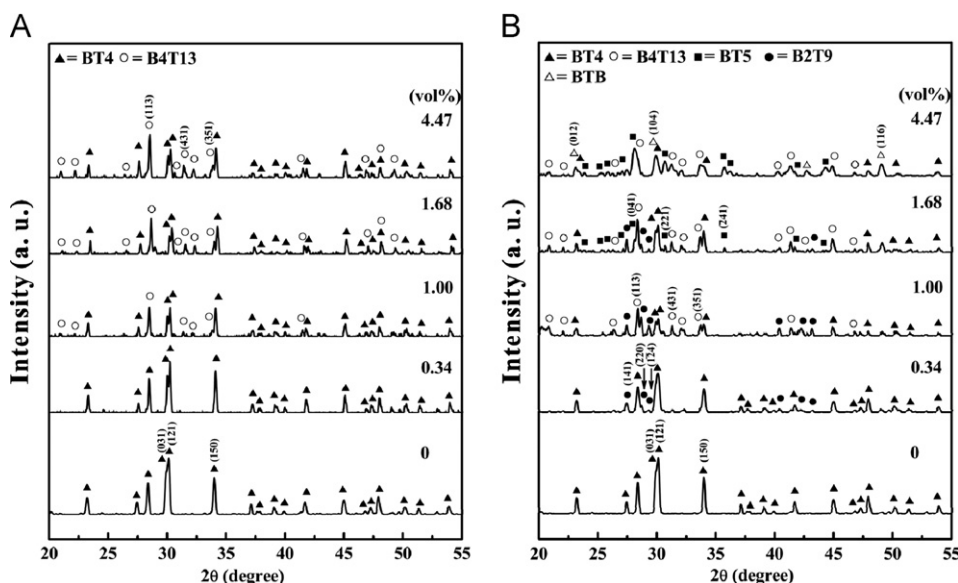 A
▲= BT4 ○= B4T13
(vol%)
4.47
(113)
(431)
(351)
1.68
1.00
0.34
0
(031)
(121)
(150)
Intensity (a. u.)
20 25 30 35 40 45 50 55
2θ (degree)
B
▲= BT4 ○= B4T13 ■= BT5 ●= B2T9
△= BTB
(vol%)
4.47
(012)
(104)
(116)
1.68
(041)
(221)
(241)
1.00
(113)
(431)
(351)
0.34
(141)
(220)
0
(031)
(121)
(150)
Intensity (a. u.)
20 25 30 35 40 45 50 55
2θ (degree)